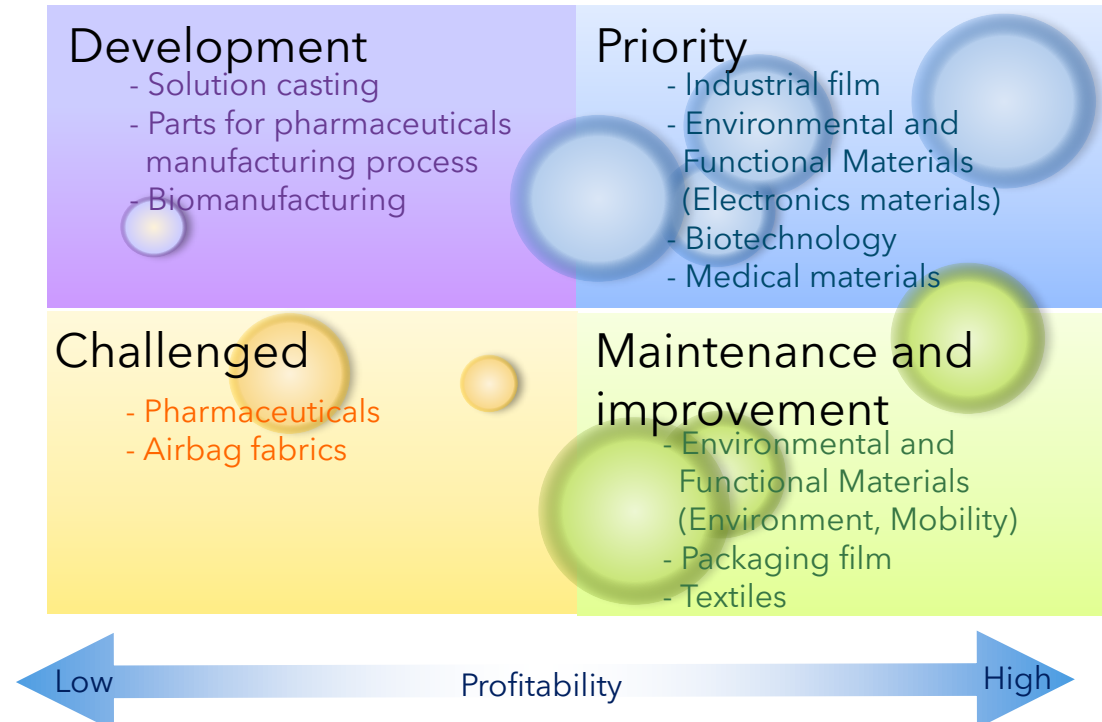 Development
- Solution casting
- Parts for pharmaceuticals
manufacturing process
- Biomanufacturing
Priority
- Industrial film
- Environmental and
Functional Materials
(Electronics materials)
- Biotechnology
- Medical materials
Challenged
- Pharmaceuticals
- Airbag fabrics
Maintenance and
improvement
- Environmental and
Functional Materials
(Environment, Mobility)
- Packaging film
- Textiles
Low
Profitability
High